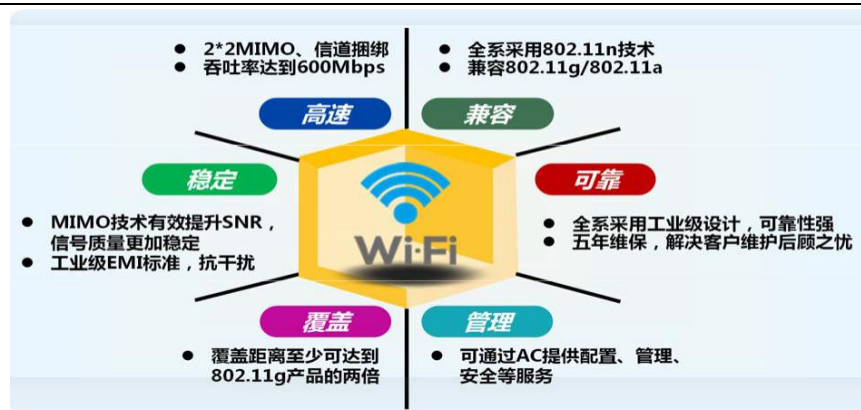 2*2MIMO、信道捆绑
吞吐率达到600Mbps
高速
全系采用802.11n技术
兼容802.11g/802.11a
兼容
稳定
MIMO技术有效提升SNR，
信号质量更加稳定
工业级EMI标准，抗干扰
Wi-Fi
可靠
全系采用工业级设计，可靠性强
五年维保，解决客户维护后顾之忧
覆盖
覆盖距离至少可达到
802.11g产品的两倍
管理
可通过AC提供配置、管理、
安全等服务